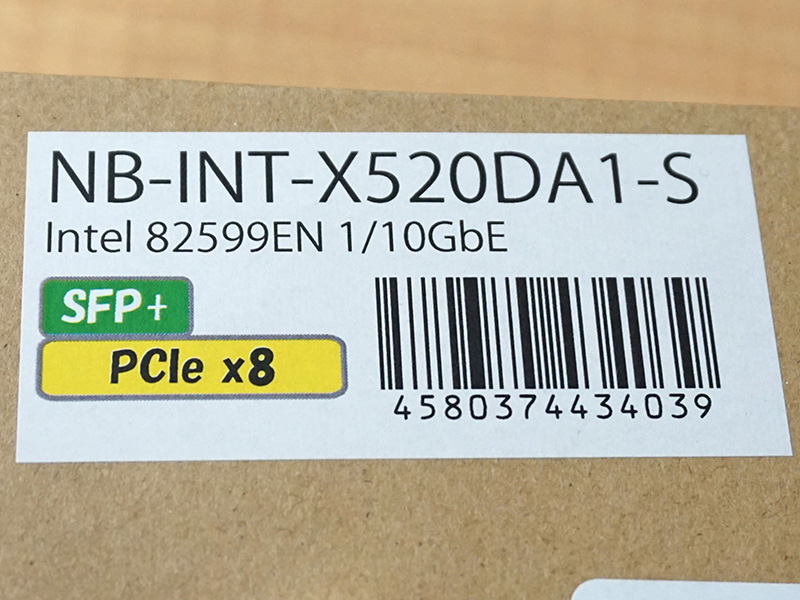 NB-INT-X520DA1-S
Intel 82599EN 1/10GbE
SFP+
PCIe x8
4580374434039